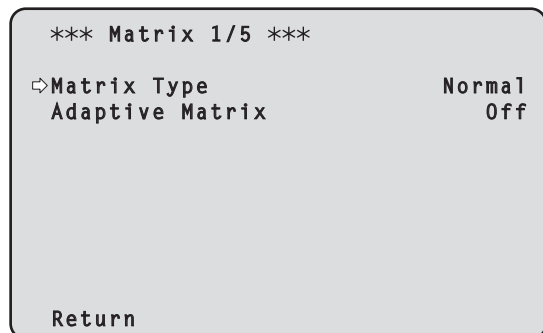 *** Matrix 1/5 ***
⇨Matrix Type Normal
Adaptive Matrix Off
Return